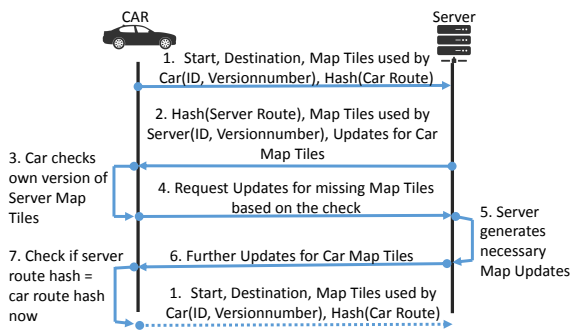 CAR
Server
1. Start, Destination, Map Tiles used by
Car(ID, Versionnumber), Hash(Car Route)
2. Hash(Server Route), Map Tiles used by
Server(ID, Versionnumber), Updates for Car
Map Tiles
3. Car checks
own version of
Server Map
Tiles
4. Request Updates for missing Map Tiles
based on the check
5. Server
generates
necessary
Map Updates
6. Further Updates for Car Map Tiles
7. Check if server
route hash =
car route hash
now
1. Start, Destination, Map Tiles used by
Car(ID, Versionnumber), Hash(Car Route)